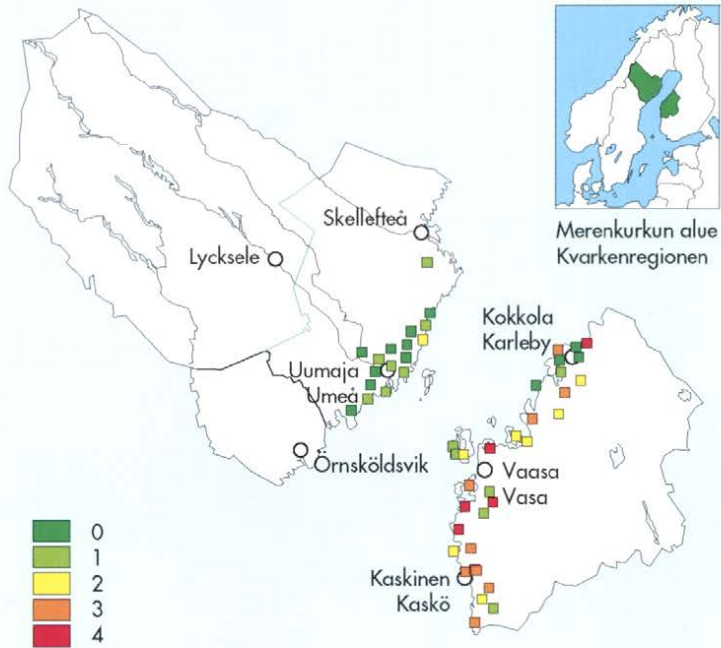 Skellefteå
Lycksele
Merenkurkun alue
Kvarkenregionen
Kokkola
Karleby
Uumaja
Umeå
Örnsköldsvik
Vaasa
Vasa
Kaskinen
Kaskö
0
1
2
3
4